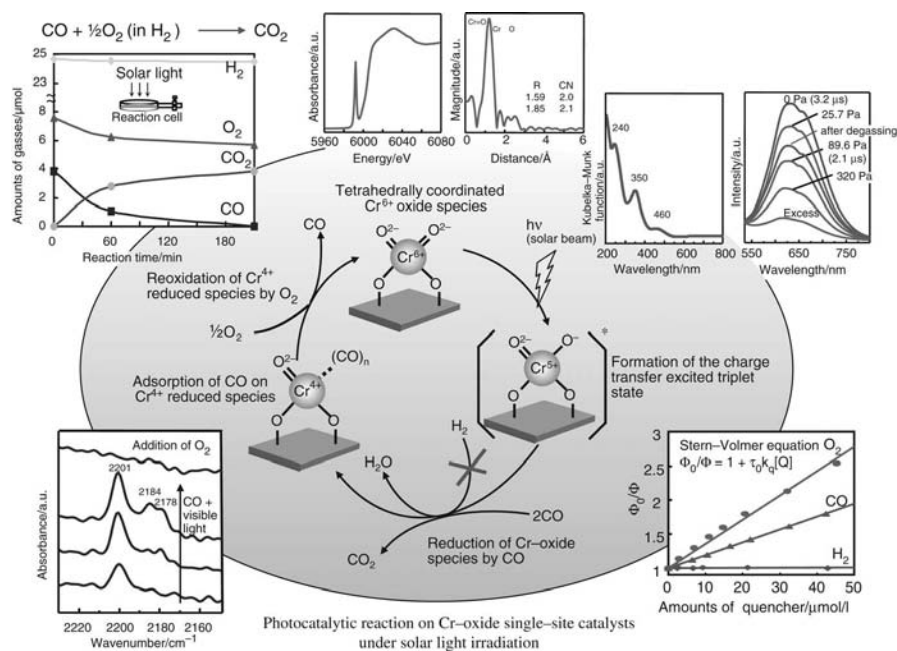 CO + ½O2 (in H2) ⟶ CO2
Amounts of gasses/μmol
25
23
8
6
4
2
0
Solar light
Reaction cell
H2
O2
CO2
CO
0
60
120
180
Reaction time/min
Absorbance/a.u.
5960 6000 6040 6080
Energy/eV
Magnitude/a.u.
Cr=O
Cr O
R CN
1.59 2.0
1.85 2.1
0 1 2 3 4 5 6
Distance/Å
Kubelka–Munk
function/a.u.
240
350
460
200 400 600 800
Wavelength/nm
Intensity/a.u.
0 Pa (3.2 μs)
25.7 Pa
after degassing
89.6 Pa
(2.1 μs)
320 Pa
Excess
550 650 750
Wavelength/nm
Tetrahedrally coordinated
Cr6+ oxide species
O2– O2–
Cr6+
O O
hν
(solar beam)
CO
Reoxidation of Cr4+
reduced species by O2
½O2
O2– (CO)n
Cr4+
O O
Adsorption of CO on
Cr4+ reduced species
O2– O–
Cr5+
O O
*
Formation of the charge
transfer excited triplet
state
H2
H2O
2CO
CO2
Reduction of Cr–oxide
species by CO
Absorbance/a.u.
Addition of O2
2201
2184
2178
CO +
visible
light
2220 2200 2180 2160
Wavenumber/cm–1
Φ0/Φ
3
2.5
2
1.5
1
Stern–Volmer equation O2
Φ0/Φ = 1 + τ0kq[Q]
CO
H2
0 10 20 30 40 50
Amounts of quencher/μmol/l
Photocatalytic reaction on Cr–oxide single–site catalysts
under solar light irradiation